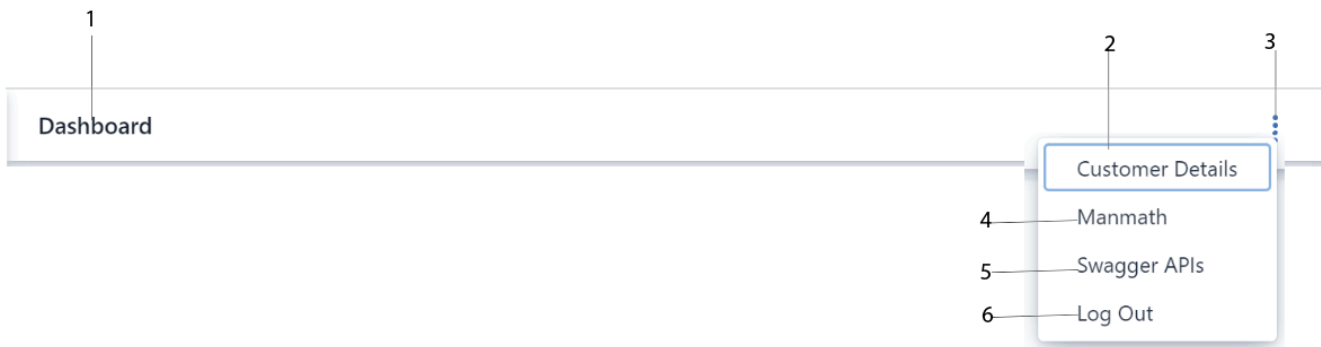 1
2
3
Dashboard
Customer Details
4 Manmath
5 Swagger APIs
6 Log Out